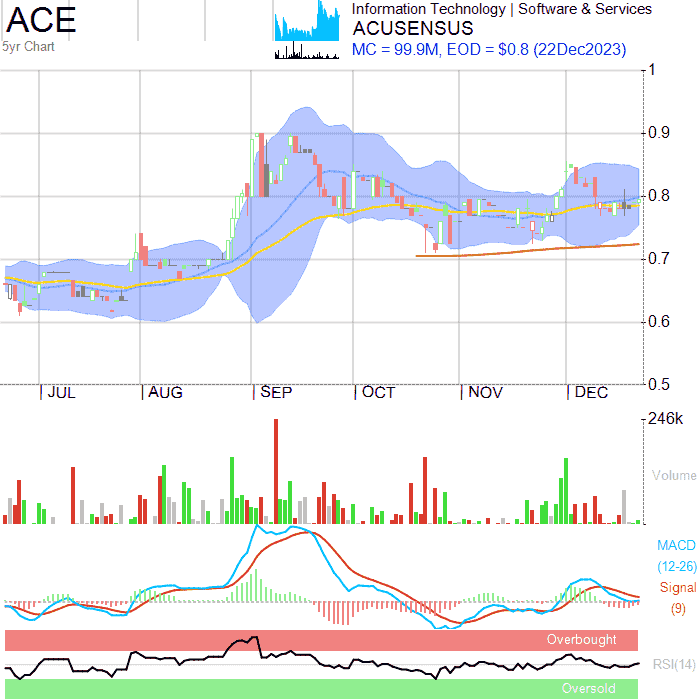 ACE
5yr Chart
Information Technology | Software & Services
ACUSENSUS
MC = 99.9M, EOD = $0.8 (22Dec2023)
1
0.9
0.8
0.7
0.6
0.5
| JUL | AUG | SEP | OCT | NOV | DEC
246k
Volume
MACD
(12-26)
Signal
(9)
Overbought
RSI(14)
Oversold